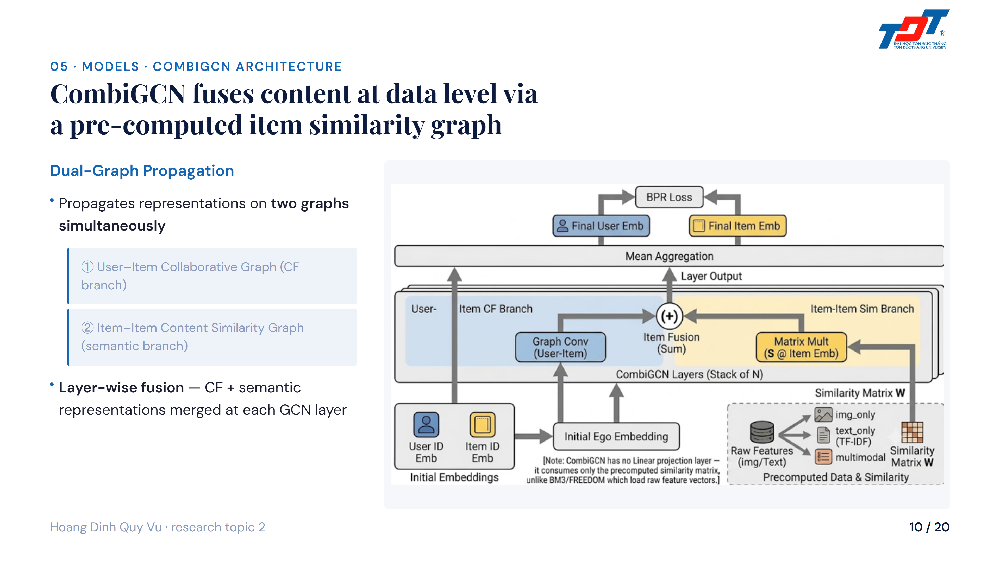 TDT
®
ĐẠI HỌC TÔN ĐỨC THẮNG
TON DUC THANG UNIVERSITY
05 · MODELS · COMBIGCN ARCHITECTURE
CombiGCN fuses content at data level via
a pre-computed item similarity graph
Dual-Graph Propagation
• Propagates representations on two graphs
simultaneously
① User–Item Collaborative Graph (CF
branch)
② Item–Item Content Similarity Graph
(semantic branch)
• Layer-wise fusion — CF + semantic
representations merged at each GCN layer
BPR Loss
Final User Emb
Final Item Emb
Mean Aggregation
Layer Output
User- Item CF Branch
Item-Item Sim Branch
(+)
Item Fusion
(Sum)
Graph Conv
(User-Item)
Matrix Mult
(S @ Item Emb)
CombiGCN Layers (Stack of N)
Similarity Matrix W
User ID
Emb
Item ID
Emb
Initial Embeddings
Initial Ego Embedding
[Note: CombiGCN has no Linear projection layer —
it consumes only the precomputed similarity matrix,
unlike BM3/FREEDOM which load raw feature vectors.]
Raw Features
(img/Text)
img_only
text_only
(TF-IDF)
multimodal
Similarity
Matrix W
Precomputed Data & Similarity
Hoang Dinh Quy Vu · research topic 2
10 / 20